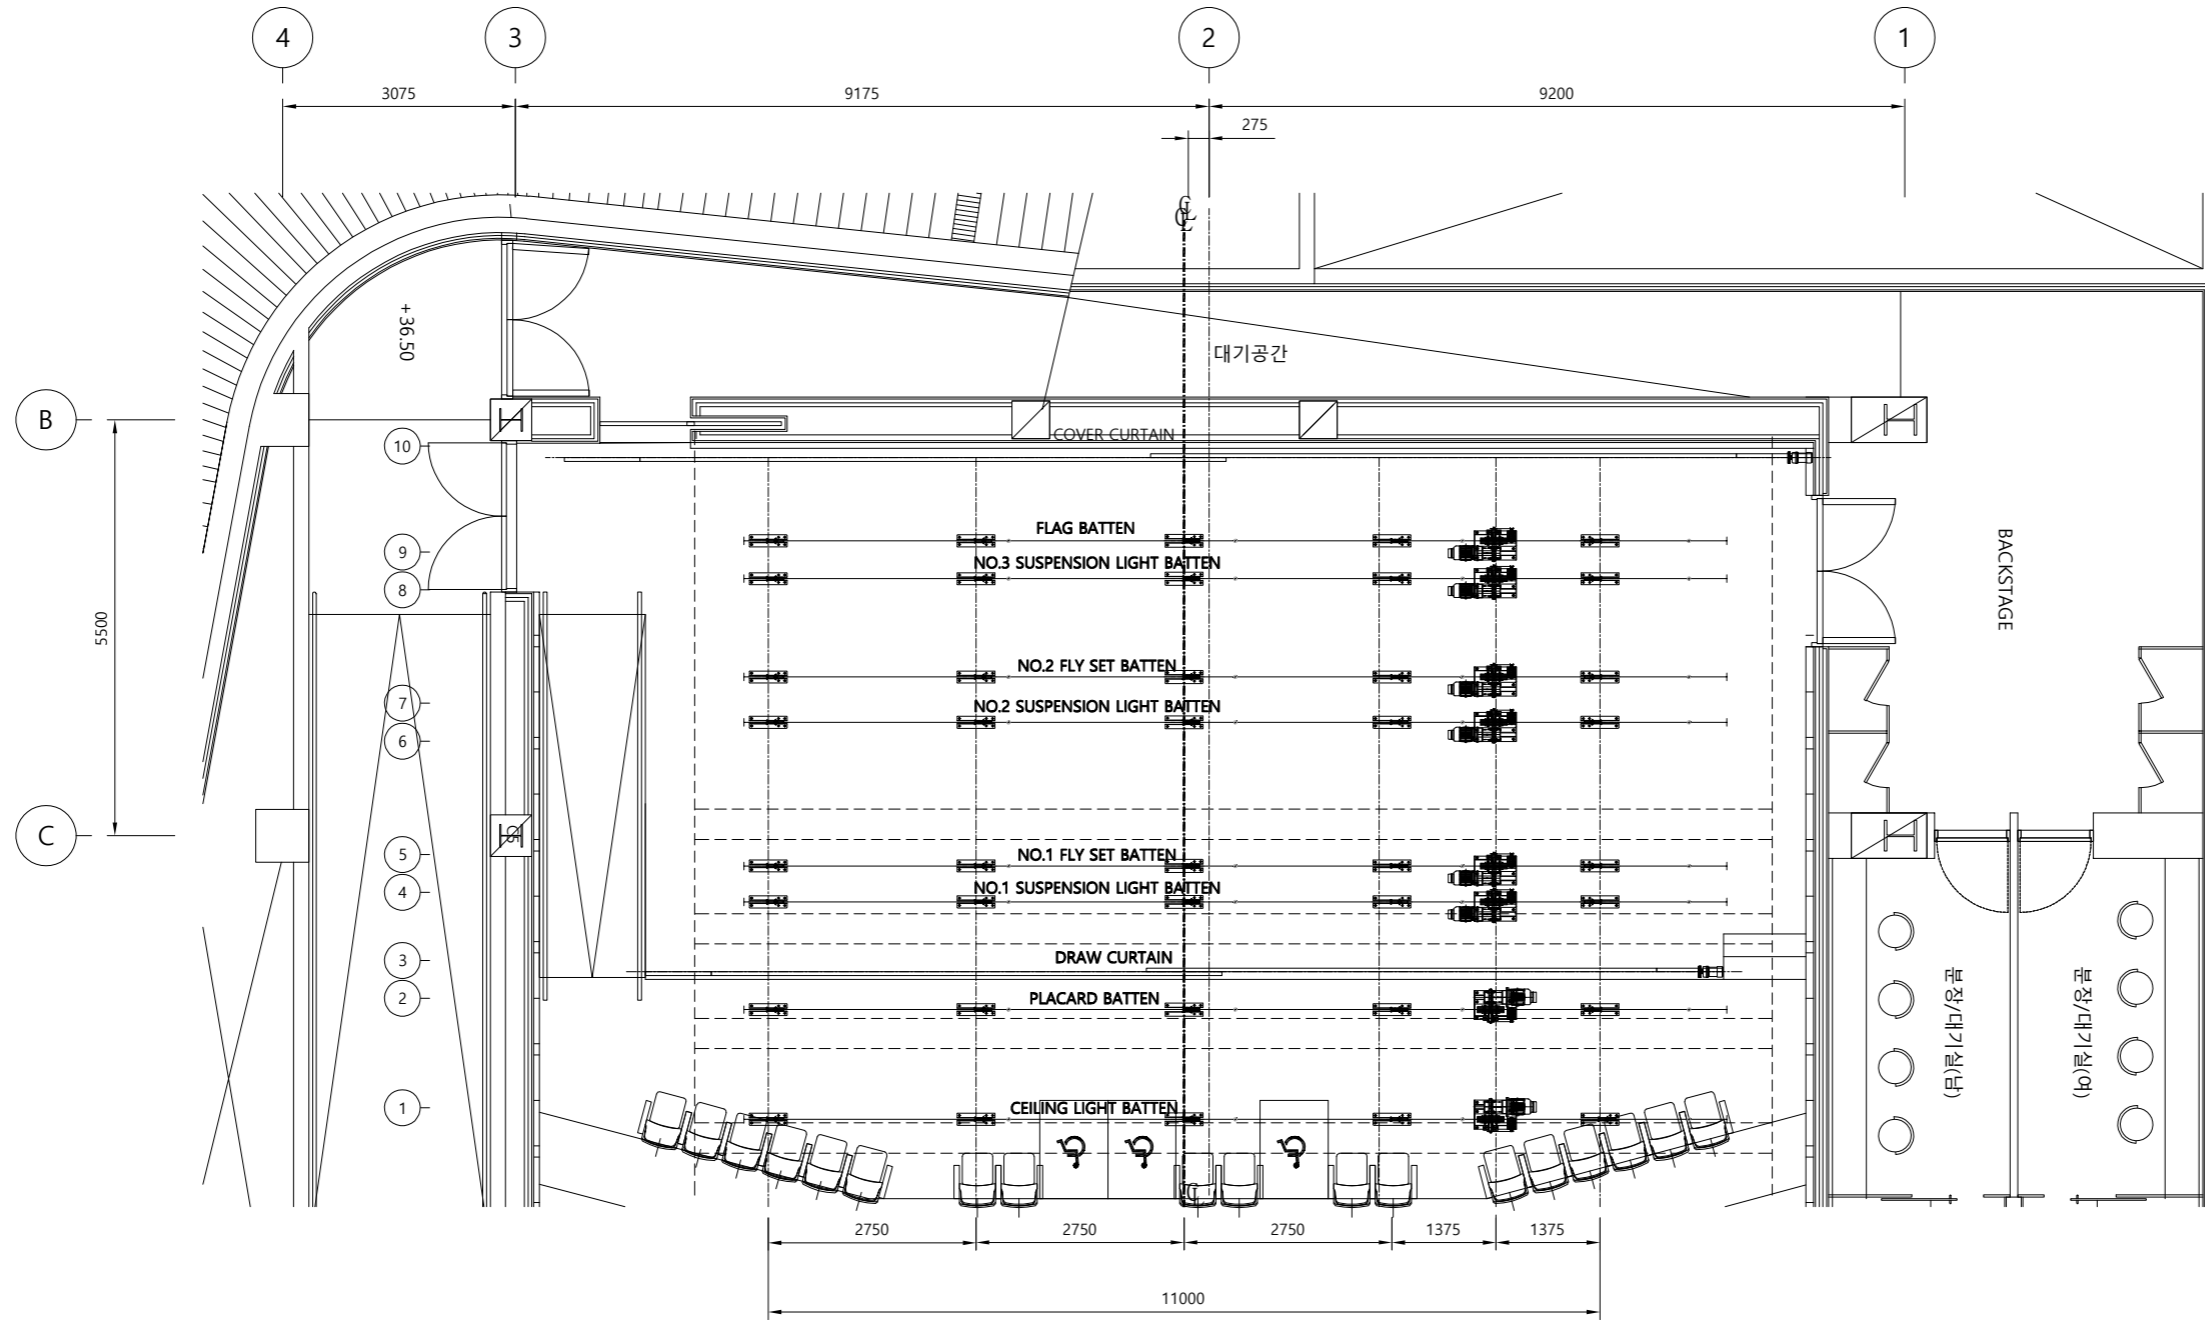 4
3
2
1
3075
9175
9200
275
CL
CL
+36.50
대기공간
B
10
COVER CURTAIN
FLAG BATTEN
9
NO.3 SUSPENSION LIGHT BATTEN
8
BACKSTAGE
5500
NO.2 FLY SET BATTEN
7
NO.2 SUSPENSION LIGHT BATTEN
6
C
5
NO.1 FLY SET BATTEN
4
NO.1 SUSPENSION LIGHT BATTEN
3
DRAW CURTAIN
2
PLACARD BATTEN
분장/대기실(남)
분장/대기실(여)
1
CEILING LIGHT BATTEN
CL
2750
2750
2750
1375
1375
11000